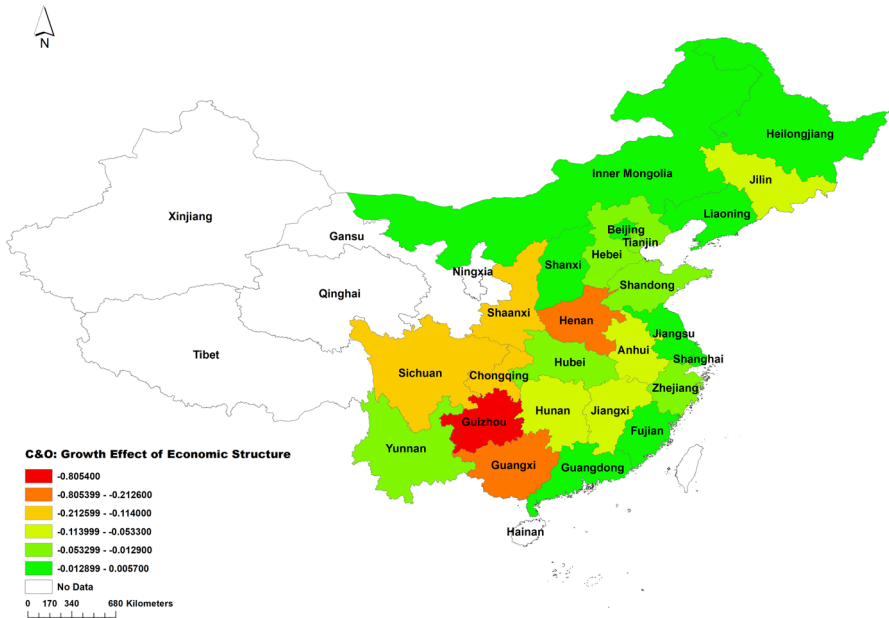 N
Heilongjiang
Jilin
Inner Mongolia
Liaoning
Xinjiang
Beijing
Tianjin
Gansu
Hebei
Shanxi
Ningxia
Shandong
Qinghai
Shaanxi
Henan
Jiangsu
Anhui
Tibet
Shanghai
Hubei
Sichuan
Chongqing
Zhejiang
Hunan
Jiangxi
Guizhou
Fujian
Yunnan
C&O: Growth Effect of Economic Structure
Guangxi
Guangdong
-0.805400
-0.805399 - -0.212600
-0.212599 - -0.114000
-0.113999 - -0.053300
Hainan
-0.053299 - -0.012900
-0.012899 - 0.005700
No Data
0 170 340 680 Kilometers